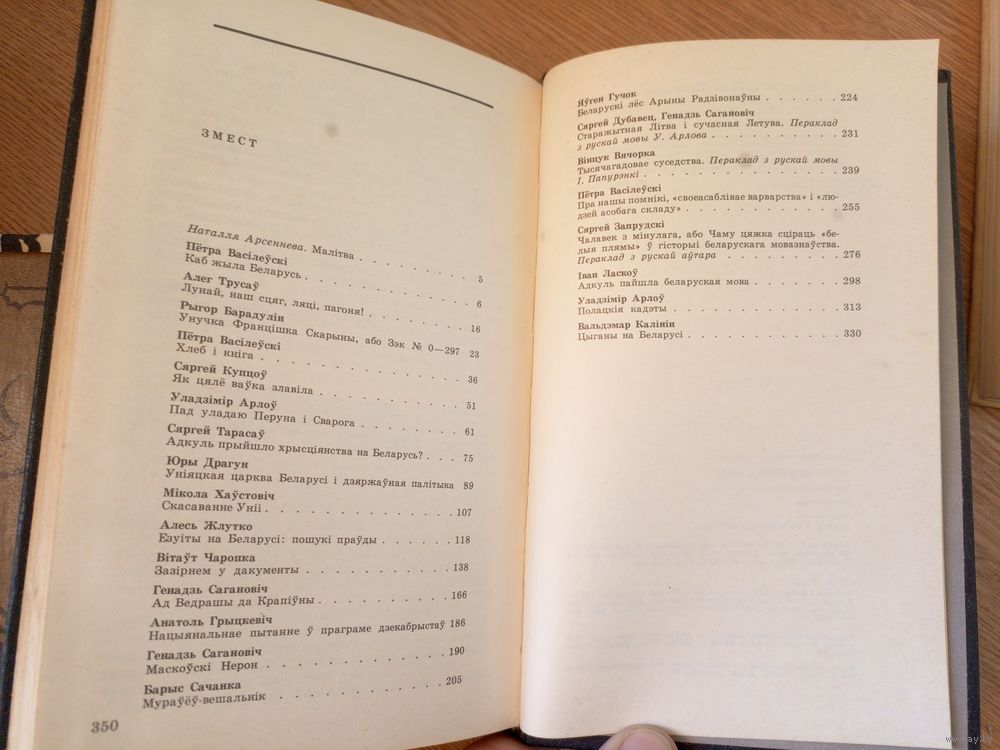 ЗМЕСТ
Наталля Арсеннева. Малітва . . . . . . . . 5
Пётра Васілеўскі
Каб жыла Беларусь . . . . . . . . . . . 6
Алег Трусаў
Лунай, наш сцяг, ляці, пагоня! . . . . . . . 16
Рыгор Барадулін
Унучка Францішка Скарыны, або Зэк № 0—297 23
Пётра Васілеўскі
Хлеб і кніга . . . . . . . . . . . . . 36
Сяргей Купцоў
Як цялё ваўка злавіла . . . . . . . . . . 51
Уладзімір Арлоў
Пад уладаю Перуна і Сварога . . . . . . . 61
Сяргей Тарасаў
Адкуль прыйшло хрысціянства на Беларусь? . . . 75
Юры Драгун
Уніяцкая царква Беларусі і дзяржаўная палітыка 89
Мікола Хаўстовіч
Скасаванне Уніі . . . . . . . . . . . . 107
Алесь Жлутко
Езуіты на Беларусі: пошукі праўды . . . . . . 118
Вітаўт Чаропка
Зазірнем у дакументы . . . . . . . . . . 138
Генадзь Сагановіч
Ад Ведрашы да Крапіўны . . . . . . . . . 166
Анатоль Грыцкевіч
Нацыянальнае пытанне ў праграме дзекабрыстаў 186
Генадзь Сагановіч
Маскоўскі Нерон . . . . . . . . . . . . 190
Барыс Сачанка
Мураўёў-вешальнік . . . . . . . . . . . 205
350
Яўген Гучок
Беларускі лёс Арыны Радзівонаўны . . . . . . 224
Сяргей Дубавец, Генадзь Сагановіч
Старажытная Літва і сучасная Летува. Пераклад
з рускай мовы У. Арлова . . . . . . . . . 231
Вінцук Вячорка
Тысячагадовае суседства. Пераклад з рускай мовы
І. Папурэнкі . . . . . . . . . . . . . 239
Пётра Васілеўскі
Пра нашы помнікі, «своеасаблівае варварства» і «лю-
дзей асобага складу» . . . . . . . . . . . 255
Сяргей Запрудскі
Чалавек з мінулага, або Чаму цяжка сціраць «бе-
лыя плямы» ў гісторыі беларускага мовазнаўства.
Пераклад з рускай аўтара . . . . . . . . . 276
Іван Ласкоў
Адкуль пайшла беларуская мова . . . . . . . 298
Уладзімір Арлоў
Полацкія кадэты . . . . . . . . . . . . 313
Вальдэмар Калінін
Цыганы на Беларусі . . . . . . . . . . . 330